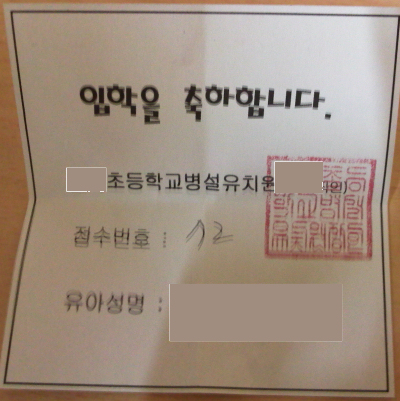 입학을 축하합니다.
초등학교병설유치원
접수번호 :
유아성명 :